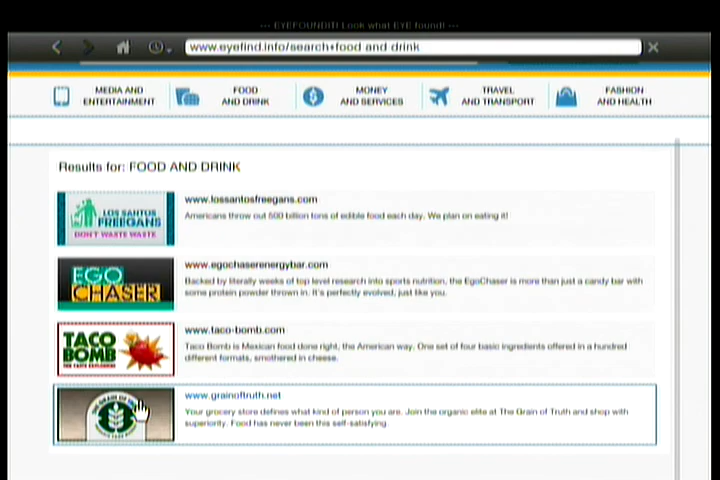 --- EYEFOUNDIT! Look what EYE found! ---
www.eyefind.info/search+food and drink
MEDIA AND
ENTERTAINMENT
FOOD
AND DRINK
MONEY
AND SERVICES
TRAVEL
AND TRANSPORT
FASHION
AND HEALTH
Results for: FOOD AND DRINK
LOS SANTOS
FREEGANS
DON'T WASTE WASTE
www.lossantosfreegans.com
Americans throw out 500 billion tons of edible food each day. We plan on eating it!
EGO
CHASER
www.egochaserenergybar.com
Backed by literally weeks of top level research into sports nutrition, the EgoChaser is more than just a candy bar with
some protein powder thrown in. It's perfectly evolved, just like you.
TACO
BOMB
www.taco-bomb.com
Taco Bomb is Mexican food done right, the American way. One set of four basic ingredients offered in a hundred
different formats, smothered in cheese.
THE GRAIN OF
www.grainoftruth.net
Your grocery store defines what kind of person you are. Join the organic elite at The Grain of Truth and shop with
superiority. Food has never been this self-satisfying.